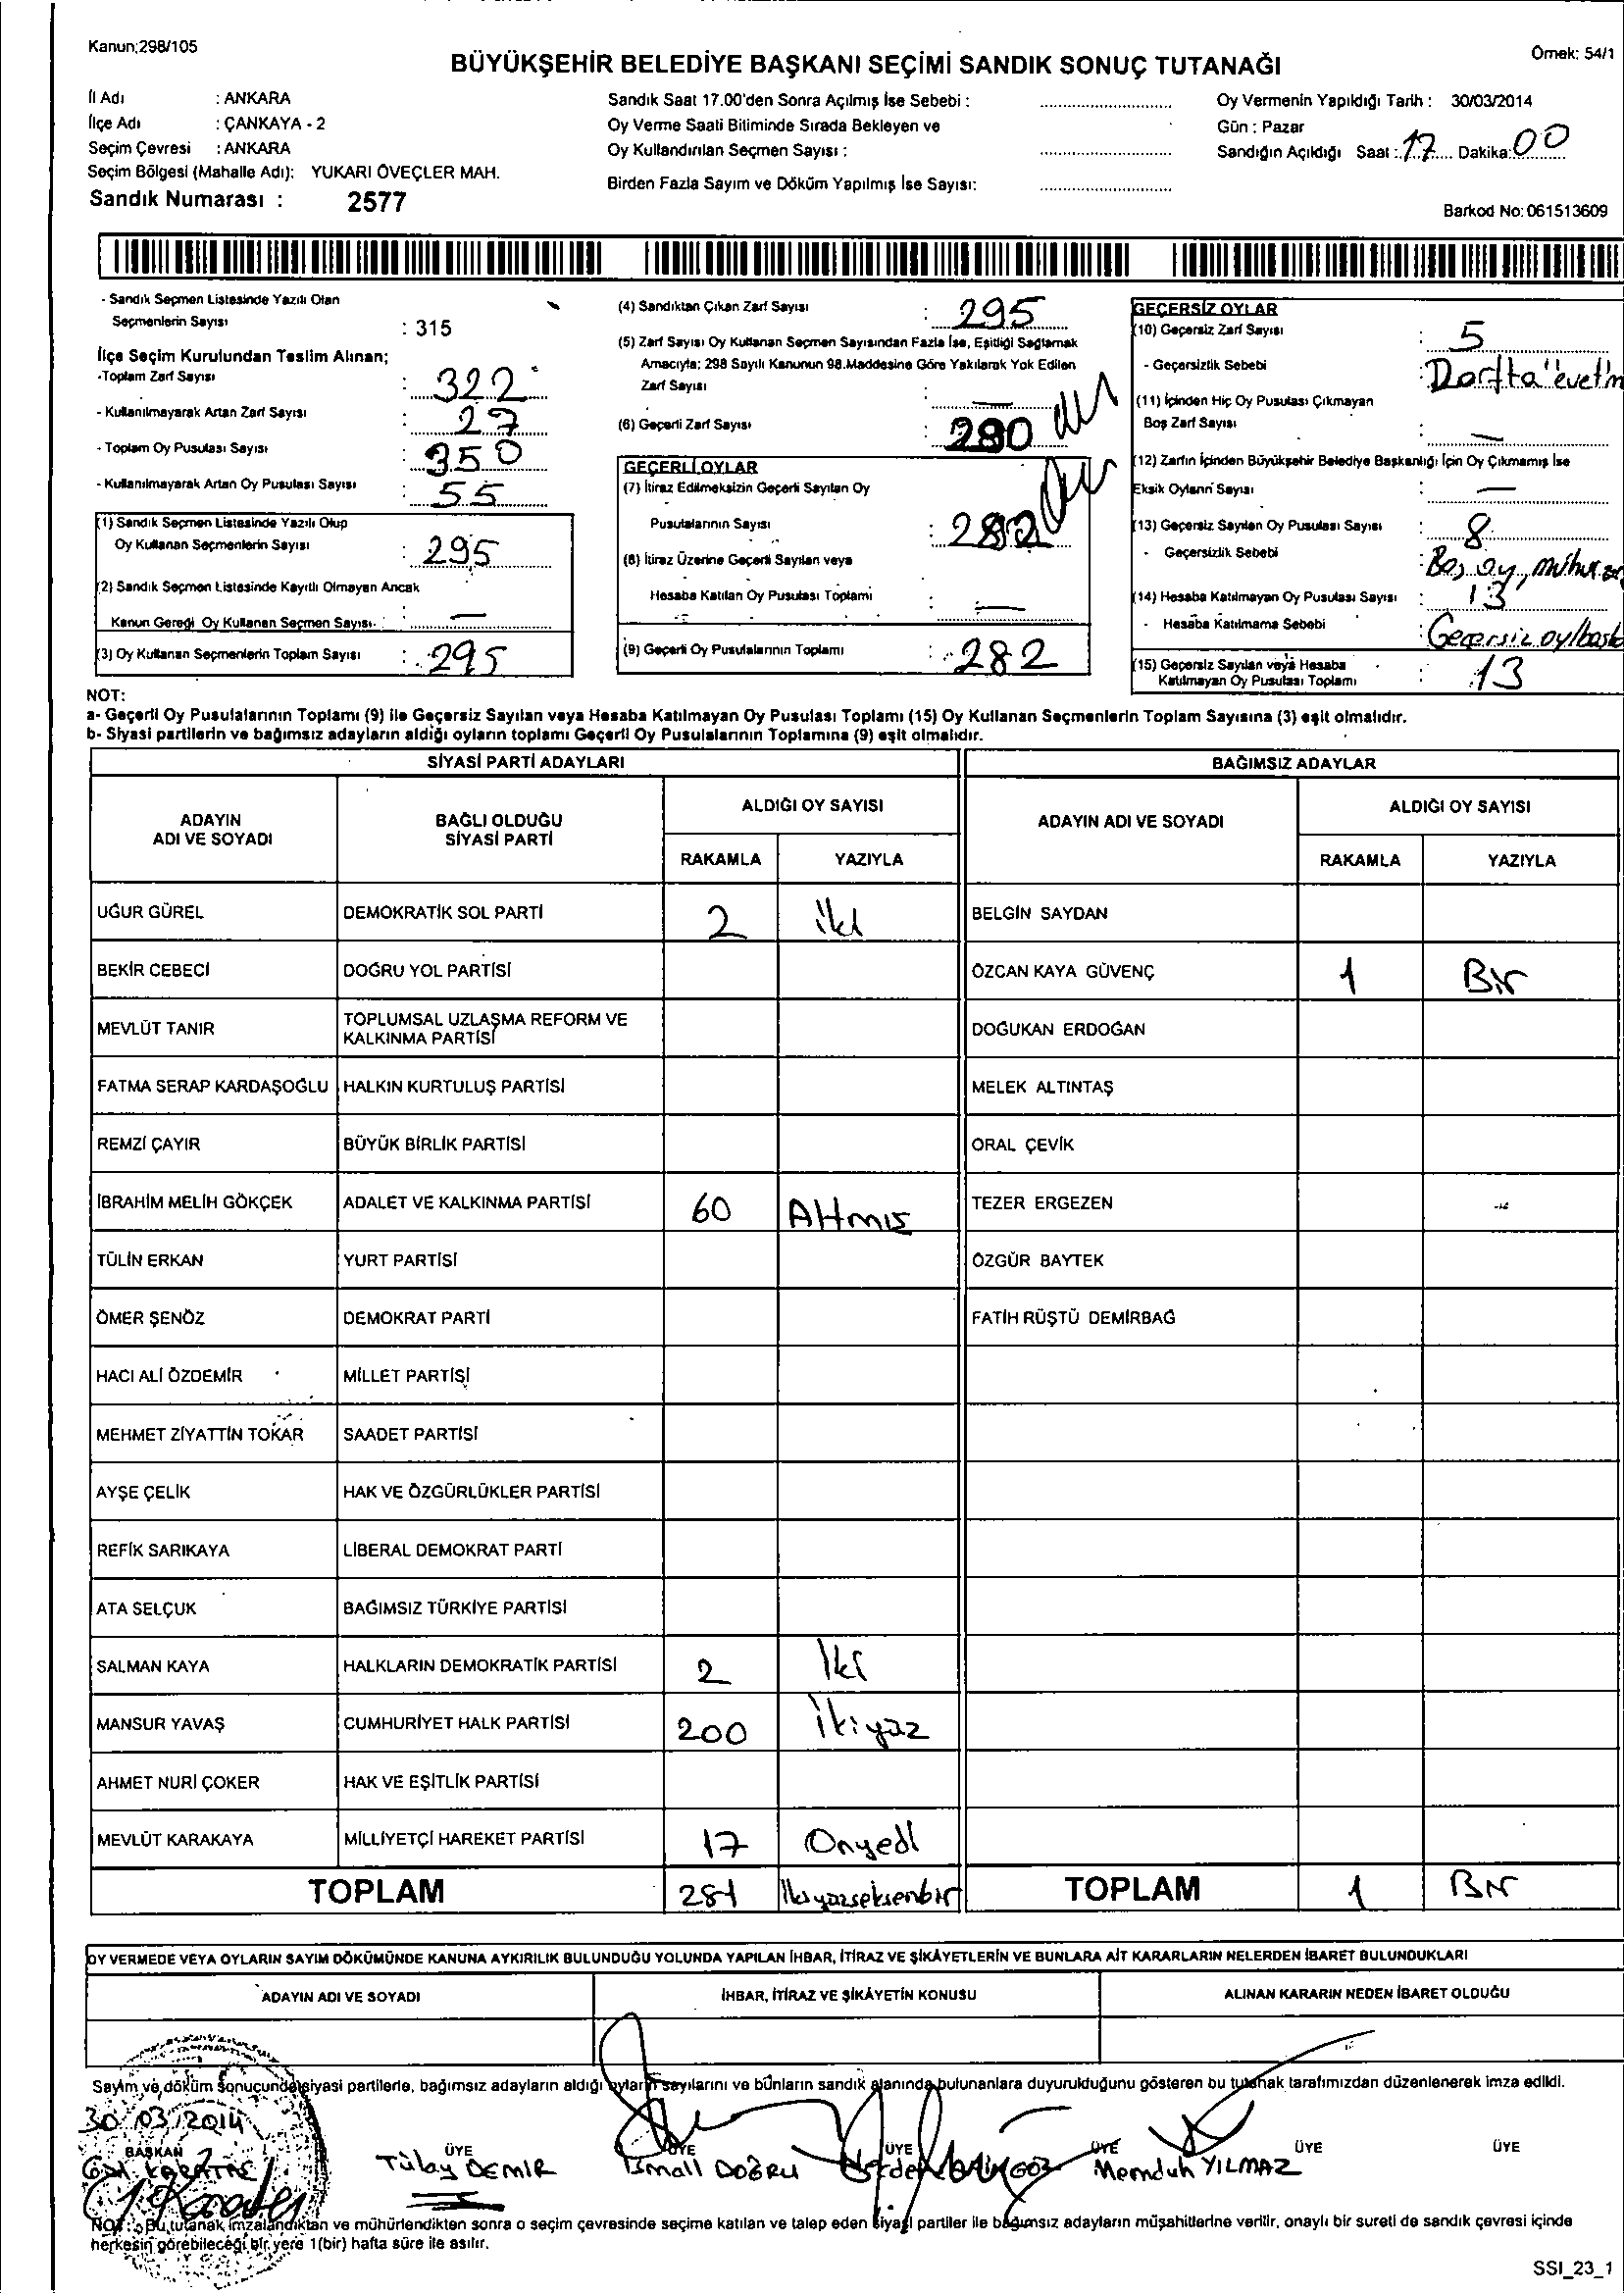 Kanun:298/105
Örnek: 54/1
BÜYÜKŞEHİR BELEDİYE BAŞKANI SEÇİMİ SANDIK SONUÇ TUTANAĞI
İl Adı : ANKARA
İlçe Adı : ÇANKAYA - 2
Seçim Çevresi : ANKARA
Seçim Bölgesi (Mahalle Adı): YUKARI ÖVEÇLER MAH.
Sandık Numarası : 2577
Sandık Saat 17.00'den Sonra Açılmış İse Sebebi :
Oy Verme Saati Bitiminde Sırada Bekleyen ve
Oy Kullandırılan Seçmen Sayısı :
Birden Fazla Sayım ve Döküm Yapılmış İse Sayısı:
Oy Vermenin Yapıldığı Tarih : 30/03/2014
Gün : Pazar
Sandığın Açıldığı Saat : 17 Dakika: 00
Barkod No: 061513609
- Sandık Seçmen Listesinde Yazılı Olan
Seçmenlerin Sayısı : 315
İlçe Seçim Kurulundan Teslim Alınan;
-Toplam Zarf Sayısı : 322
- Kullanılmayarak Artan Zarf Sayısı : 27
- Toplam Oy Pusulası Sayısı : 350
- Kullanılmayarak Artan Oy Pusulası Sayısı : 55
(1) Sandık Seçmen Listesinde Yazılı Olup
Oy Kullanan Seçmenlerin Sayısı : 295
(2) Sandık Seçmen Listesinde Kayıtlı Olmayan Ancak
Kanun Gereği Oy Kullanan Seçmen Sayısı : —
(3) Oy Kullanan Seçmenlerin Toplam Sayısı : 295
(4) Sandıktan Çıkan Zarf Sayısı : 295
(5) Zarf Sayısı Oy Kullanan Seçmen Sayısından Fazla İse, Eşitliği Sağlamak
Amacıyla; 298 Sayılı Kanunun 98.Maddesine Göre Yakılarak Yok Edilen
Zarf Sayısı : —
(6) Geçerli Zarf Sayısı : 290
GEÇERLİ OYLAR
(7) İtiraz Edilmeksizin Geçerli Sayılan Oy
Pusulalarının Sayısı : 282
(8) İtiraz Üzerine Geçerli Sayılan veya
Hesaba Katılan Oy Pusulası Toplamı : —
(9) Geçerli Oy Pusulalarının Toplamı : 282
GEÇERSİZ OYLAR
(10) Geçersiz Zarf Sayısı : 5
- Geçersizlik Sebebi :
(11) İçinden Hiç Oy Pusulası Çıkmayan
Boş Zarf Sayısı : —
(12) Zarfın İçinden Büyükşehir Belediye Başkanlığı İçin Oy Çıkmamış İse
Eksik Oyların Sayısı : —
(13) Geçersiz Sayılan Oy Pusulası Sayısı : 8
- Geçersizlik Sebebi : Boş oy,
(14) Hesaba Katılmayan Oy Pusulası Sayısı : 13
- Hesaba Katılmama Sebebi : Geçersiz oy
(15) Geçersiz Sayılan veya Hesaba
Katılmayan Oy Pusulası Toplamı : 13
NOT:
a- Geçerli Oy Pusulalarının Toplamı (9) ile Geçersiz Sayılan veya Hesaba Katılmayan Oy Pusulası Toplamı (15) Oy Kullanan Seçmenlerin Toplam Sayısına (3) eşit olmalıdır.
b- Siyasi partilerin ve bağımsız adayların aldığı oyların toplamı Geçerli Oy Pusulalarının Toplamına (9) eşit olmalıdır.
SİYASİ PARTİ ADAYLARI
BAĞIMSIZ ADAYLAR
ADAYIN ADI VE SOYADI
BAĞLI OLDUĞU SİYASİ PARTİ
ALDIĞI OY SAYISI
RAKAMLA YAZIYLA
ADAYIN ADI VE SOYADI
ALDIĞI OY SAYISI
RAKAMLA YAZIYLA
UĞUR GÜREL DEMOKRATİK SOL PARTİ 2 iki BELGİN SAYDAN
BEKİR CEBECİ DOĞRU YOL PARTİSİ ÖZCAN KAYA GÜVENÇ 1 Bir
MEVLÜT TANIR TOPLUMSAL UZLAŞMA REFORM VE KALKINMA PARTİSİ DOĞUKAN ERDOĞAN
FATMA SERAP KARDAŞOĞLU HALKIN KURTULUŞ PARTİSİ MELEK ALTINTAŞ
REMZİ ÇAYIR BÜYÜK BİRLİK PARTİSİ ORAL ÇEVİK
İBRAHİM MELİH GÖKÇEK ADALET VE KALKINMA PARTİSİ 60 Altmış TEZER ERGEZEN
TÜLİN ERKAN YURT PARTİSİ ÖZGÜR BAYTEK
ÖMER ŞENÖZ DEMOKRAT PARTİ FATİH RÜŞTÜ DEMİRBAĞ
HACI ALİ ÖZDEMİR MİLLET PARTİSİ
MEHMET ZİYATTİN TOKAR SAADET PARTİSİ
AYŞE ÇELİK HAK VE ÖZGÜRLÜKLER PARTİSİ
REFİK SARIKAYA LİBERAL DEMOKRAT PARTİ
ATA SELÇUK BAĞIMSIZ TÜRKİYE PARTİSİ
SALMAN KAYA HALKLARIN DEMOKRATİK PARTİSİ 2 İki
MANSUR YAVAŞ CUMHURİYET HALK PARTİSİ 200 İkiyüz
AHMET NURİ ÇOKER HAK VE EŞİTLİK PARTİSİ
MEVLÜT KARAKAYA MİLLİYETÇİ HAREKET PARTİSİ 17 Onyedi
TOPLAM 281 İkiyüzseksenbir TOPLAM 1 Bir
OY VERMEDE VEYA OYLARIN SAYIM DÖKÜMÜNDE KANUNA AYKIRILIK BULUNDUĞU YOLUNDA YAPILAN İHBAR, İTİRAZ VE ŞİKÂYETLERİN VE BUNLARA AİT KARARLARIN NELERDEN İBARET BULUNDUKLARI
ADAYIN ADI VE SOYADI İHBAR, İTİRAZ VE ŞİKÂYETİN KONUSU ALINAN KARARIN NEDEN İBARET OLDUĞU
Sayım ve döküm sonucunda siyasi partilerle, bağımsız adayların aldığı oyların sayılarını ve bunların sandık alanında bulunanlara duyurulduğunu gösteren bu tutanak tarafımızdan düzenlenerek imza edildi.
30/03/2014
BAŞKAN ÜYE ÜYE ÜYE ÜYE ÜYE ÜYE
Tülay DEMİR İsmail DOĞRU Memduh YILMAZ
NOT : Bu tutanak imzalandıktan ve mühürlendikten sonra o seçim çevresinde seçime katılan ve talep eden siyasi partiler ile bağımsız adayların müşahitlerine verilir, onaylı bir sureti de sandık çevresi içinde
herkesin görebileceği bir yere 1(bir) hafta süre ile asılır.
SSI_23_1